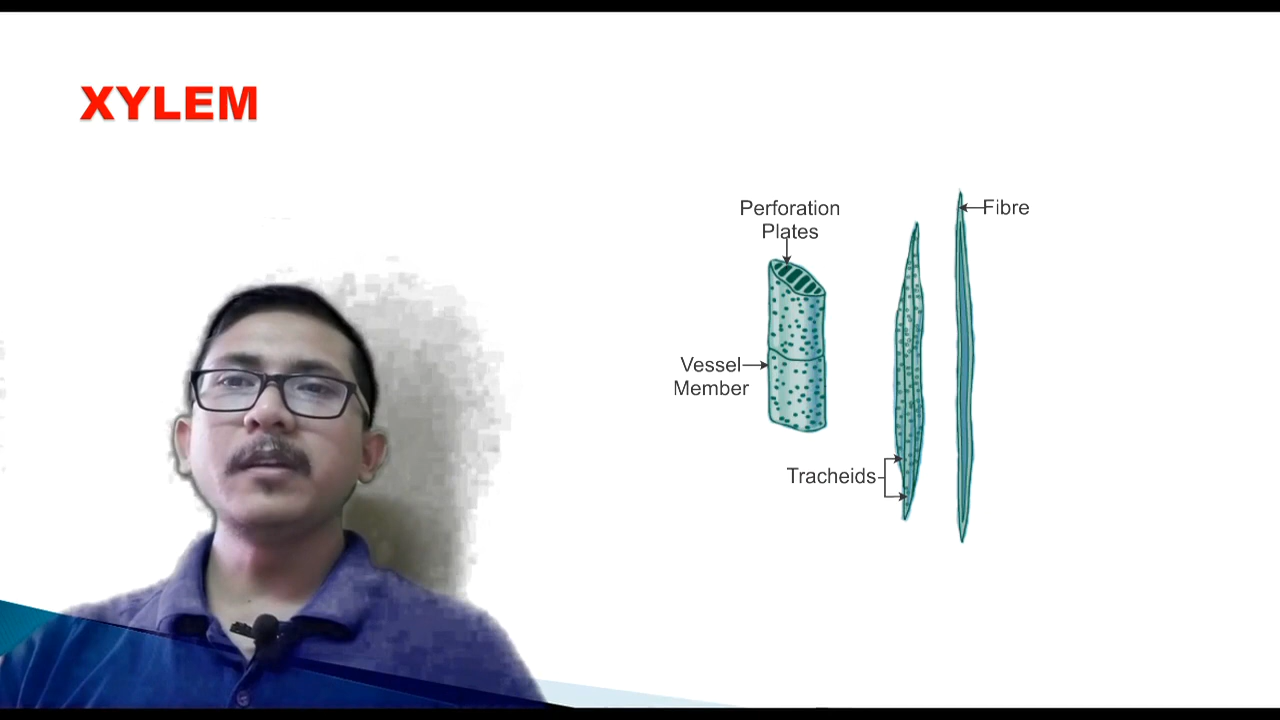 XYLEM
Perforation
Plates
Fibre
Vessel
Member
Tracheids